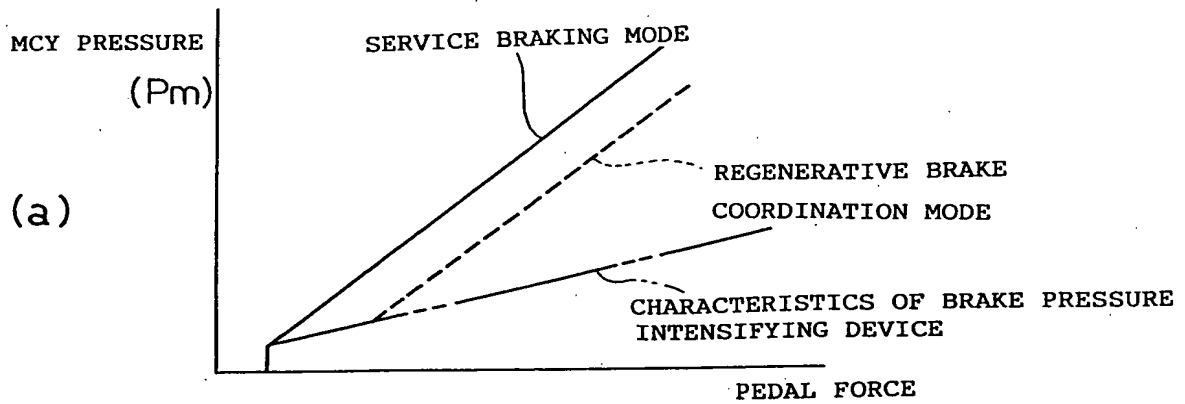 MCY PRESSURE
(Pm)
SERVICE BRAKING MODE
(a)
REGENERATIVE BRAKE
COORDINATION MODE
CHARACTERISTICS OF BRAKE PRESSURE
INTENSIFYING DEVICE
PEDAL FORCE